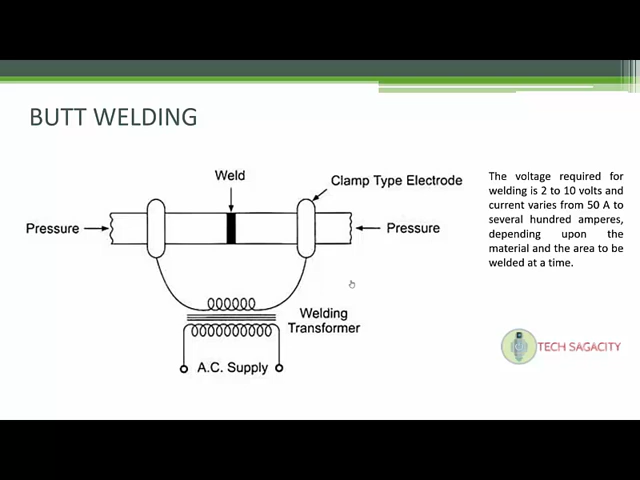 BUTT WELDING
Weld
Clamp Type Electrode
Pressure
Pressure
Welding
Transformer
A.C. Supply
The voltage required for
welding is 2 to 10 volts and
current varies from 50 A to
several hundred amperes,
depending upon the
material and the area to be
welded at a time.
TECH SAGACITY